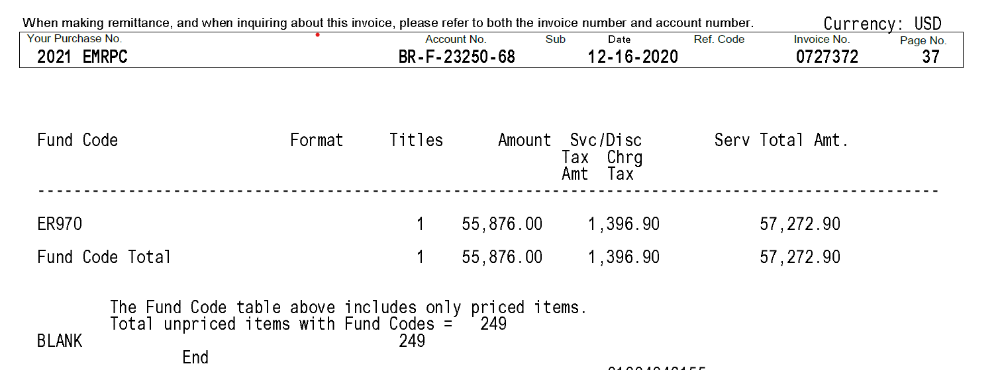 When making remittance, and when inquiring about this invoice, please refer to both the invoice number and account number. Currency: USD
Your Purchase No. Account No. Sub Date Ref. Code Invoice No. Page No.
2021 EMRPC BR-F-23250-68 12-16-2020 0727372 37
Fund Code Format Titles Amount Svc/Disc Serv Total Amt.
Tax Chrg
Amt Tax
ER970 1 55,876.00 1,396.90 57,272.90
Fund Code Total 1 55,876.00 1,396.90 57,272.90
The Fund Code table above includes only priced items.
Total unpriced items with Fund Codes = 249
BLANK 249
End